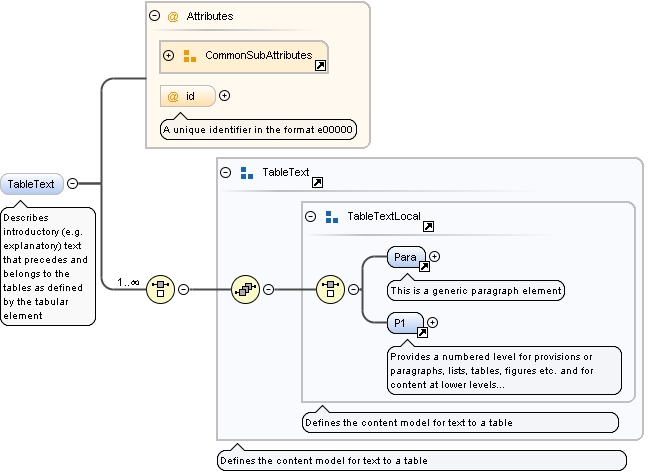 Attributes
CommonSubAttributes
id
A unique identifier in the format e00000
TableText
Describes
introductory (e.g.
explanatory) text
that precedes and
belongs to the
tables as defined
by the tabular
element
1..∞
TableText
TableTextLocal
Para
This is a generic paragraph element
P1
Provides a numbered level for provisions or
paragraphs, lists, tables, figures etc. and for
content at lower levels...
Defines the content model for text to a table
Defines the content model for text to a table